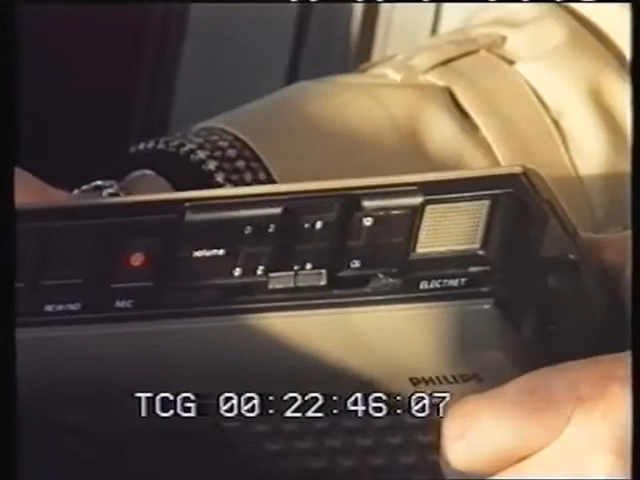 volume
REWIND
REC
ELECTRET
PHILIPS
TCG 00:22:46:07